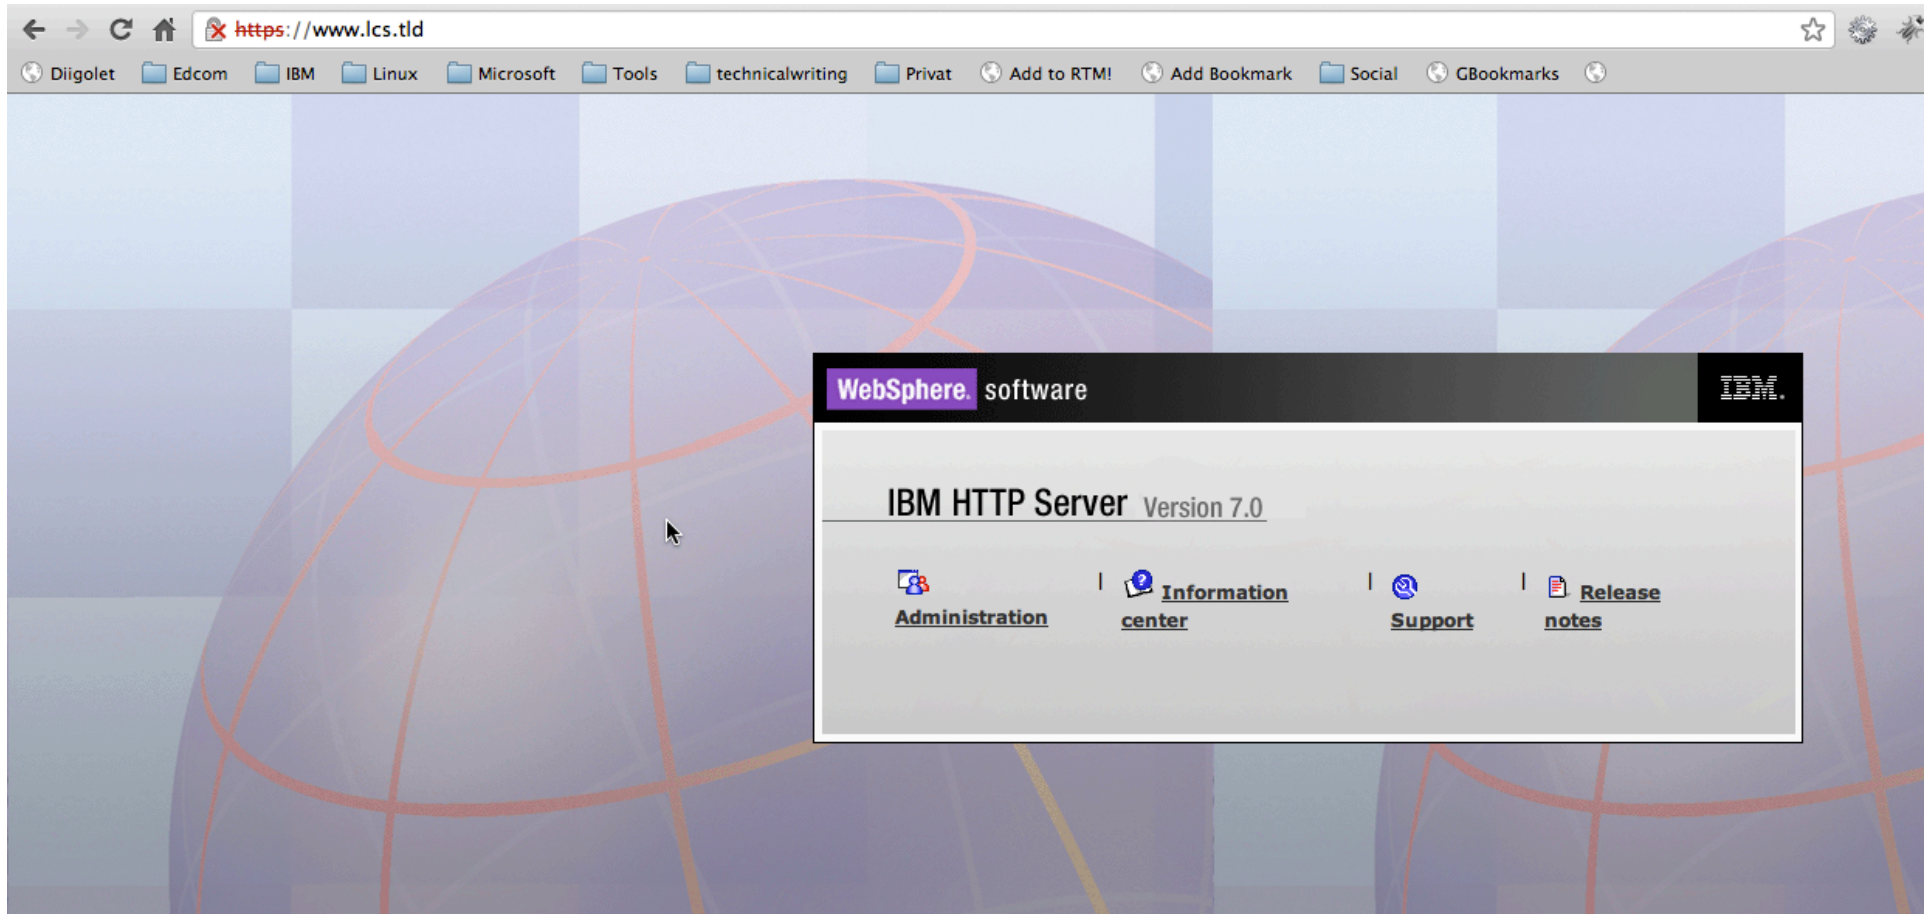 https://www.lcs.tld
Diigolet Edcom IBM Linux Microsoft Tools technicalwriting Privat Add to RTM! Add Bookmark Social GBookmarks
WebSphere. software IBM.
IBM HTTP Server Version 7.0
Administration | Information center | Support | Release notes